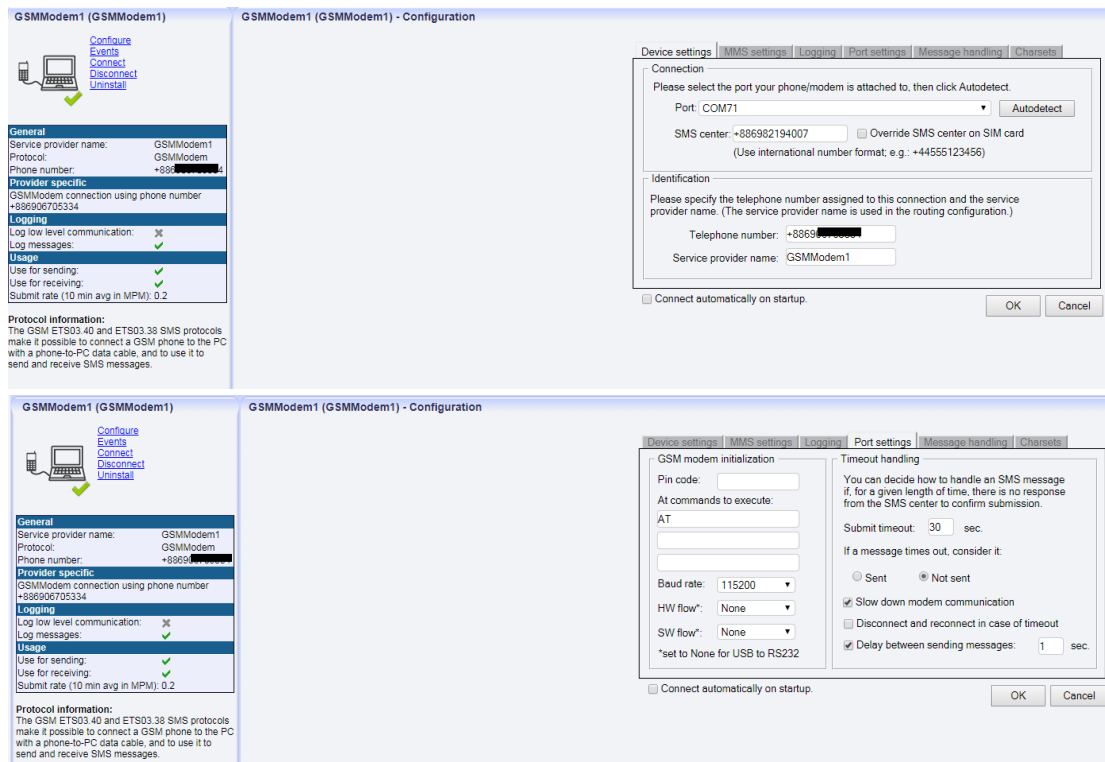 GSMModem1 (GSMModem1)
Configure
Events
Connect
Disconnect
Uninstall
General
Service provider name: GSMModem1
Protocol: GSMModem
Phone number: +886 4
Provider specific
GSMModem connection using phone number
+886906705334
Logging
Log low level communication:
Log messages:
Usage
Use for sending:
Use for receiving:
Submit rate (10 min avg in MPM): 0.2
Protocol information:
The GSM ETS03.40 and ETS03.38 SMS protocols
make it possible to connect a GSM phone to the PC
with a phone-to-PC data cable, and to use it to
send and receive SMS messages.
GSMModem1 (GSMModem1) - Configuration
Device settings MMS settings Logging Port settings Message handling Charsets
Connection
Please select the port your phone/modem is attached to, then click Autodetect.
Port: COM71 Autodetect
SMS center: +886982194007 Override SMS center on SIM card
(Use international number format; e.g.: +44555123456)
Identification
Please specify the telephone number assigned to this connection and the service
provider name. (The service provider name is used in the routing configuration.)
Telephone number: +8869
Service provider name: GSMModem1
Connect automatically on startup.
OK Cancel
GSMModem1 (GSMModem1)
Configure
Events
Connect
Disconnect
Uninstall
General
Service provider name: GSMModem1
Protocol: GSMModem
Phone number: +8869
Provider specific
GSMModem connection using phone number
+886906705334
Logging
Log low level communication:
Log messages:
Usage
Use for sending:
Use for receiving:
Submit rate (10 min avg in MPM): 0.2
Protocol information:
The GSM ETS03.40 and ETS03.38 SMS protocols
make it possible to connect a GSM phone to the PC
with a phone-to-PC data cable, and to use it to
send and receive SMS messages.
GSMModem1 (GSMModem1) - Configuration
Device settings MMS settings Logging Port settings Message handling Charsets
GSM modem initialization
Pin code:
At commands to execute:
AT
Baud rate: 115200
HW flow*: None
SW flow*: None
*set to None for USB to RS232
Timeout handling
You can decide how to handle an SMS message
if, for a given length of time, there is no response
from the SMS center to confirm submission.
Submit timeout: 30 sec.
If a message times out, consider it:
Sent Not sent
Slow down modem communication
Disconnect and reconnect in case of timeout
Delay between sending messages: 1 sec.
Connect automatically on startup.
OK Cancel